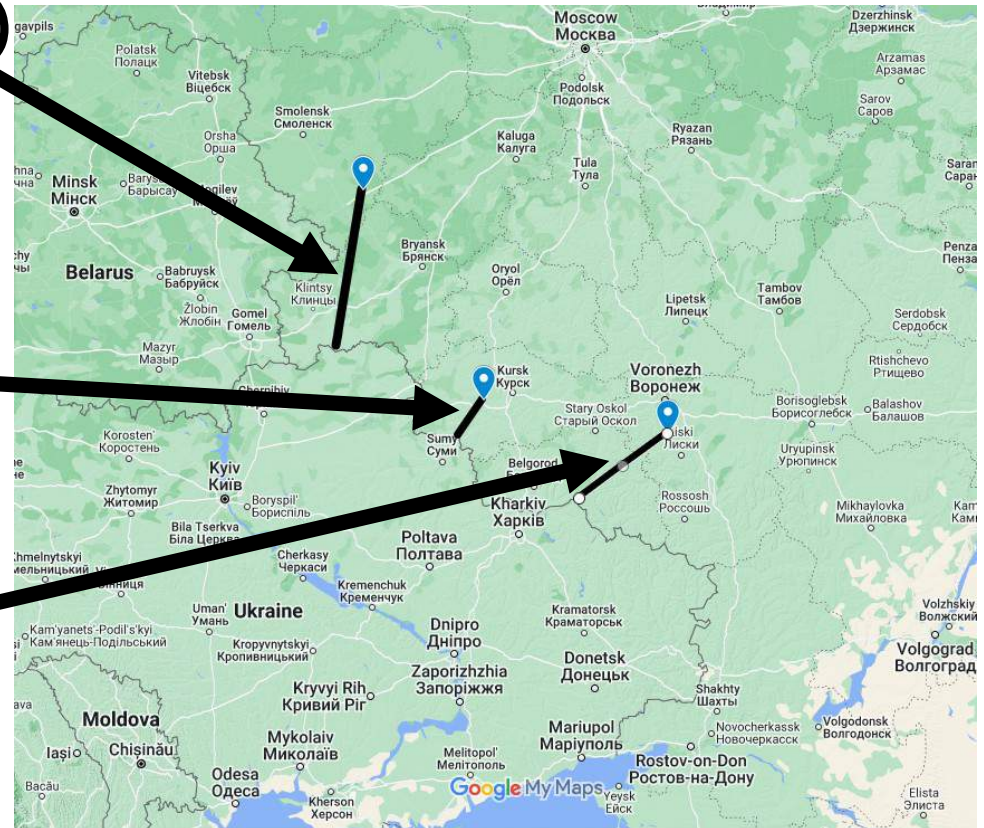 gavpils
Moscow
Москва
Dzerzhinsk
Дзержинск
Polatsk
Полацк
Vitebsk
Віцебск
Arzamas
Арзамас
Podolsk
Подольск
Sarov
Саров
Smolensk
Смоленск
Orsha
Орша
Kaluga
Калуга
Ryazan
Рязань
Tula
Тула
Minsk
Мінск
Bryansk
Брянск
Penza
Пенза
Belarus
Babruysk
Бабруйск
Klintsy
Клинцы
Oryol
Орёл
Lipetsk
Липецк
Tambov
Тамбов
Žlobin
Жлобін
Gomel
Гомель
Serdobsk
Сердобск
Mazyr
Мазыр
Rtishchevo
Ртищево
Kursk
Курск
Voronezh
Воронеж
Stary Oskol
Старый Оскол
Borisoglebsk
Борисоглебск
Balashov
Балашов
Korosten'
Коростень
Sumy
Суми
Лиски
Uryupinsk
Урюпинск
Kyiv
Київ
Belgorod
Zhytomyr
Житомир
Boryspil'
Бориспіль
Kharkiv
Харків
Rossosh
Россошь
Mikhaylovka
Михайловка
Bila Tserkva
Біла Церква
Poltava
Полтава
Cherkasy
Черкаси
Kremenchuk
Кременчук
Uman'
Умань
Ukraine
Kramatorsk
Краматорськ
Volzhskiy
Волжский
Kam'yanets'-Podil's'kyi
Кам'янець-Подільський
Kropyvnytskyi
Кропивницький
Dnipro
Дніпро
Donetsk
Донецьк
Volgograd
Волгоград
Zaporizhzhia
Запоріжжя
Kryvyi Rih
Кривий Ріг
Shakhty
Шахты
Moldova
Mykolaiv
Миколаїв
Mariupol
Маріуполь
Novocherkassk
Новочеркасск
Volgodonsk
Волгодонск
Iași
Chișinău
Melitopol'
Мелітополь
Rostov-on-Don
Ростов-на-Дону
Odesa
Одеса
Bacău
Google My Maps
Yeysk
Ейск
Kherson
Херсон
Elista
Элиста